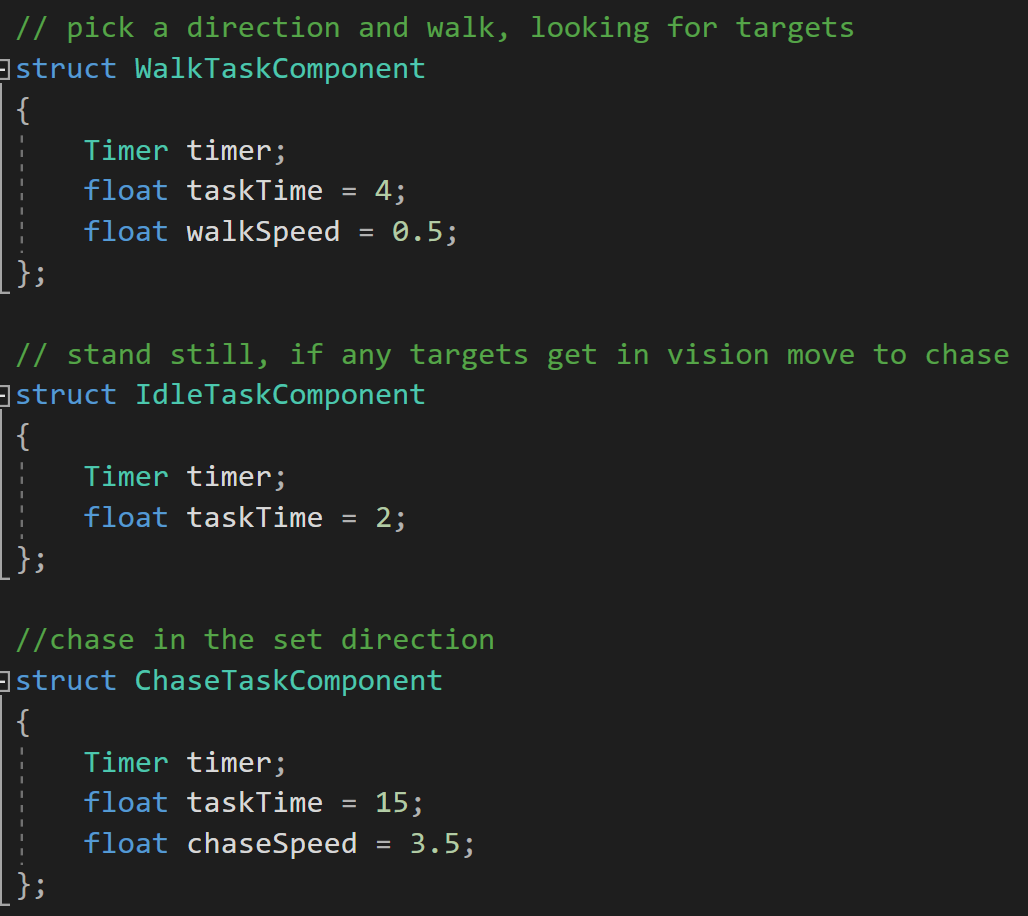 // pick a direction and walk, looking for targets
struct WalkTaskComponent
{
    Timer timer;
    float taskTime = 4;
    float walkSpeed = 0.5;
};

// stand still, if any targets get in vision move to chase
struct IdleTaskComponent
{
    Timer timer;
    float taskTime = 2;
};

//chase in the set direction
struct ChaseTaskComponent
{
    Timer timer;
    float taskTime = 15;
    float chaseSpeed = 3.5;
};